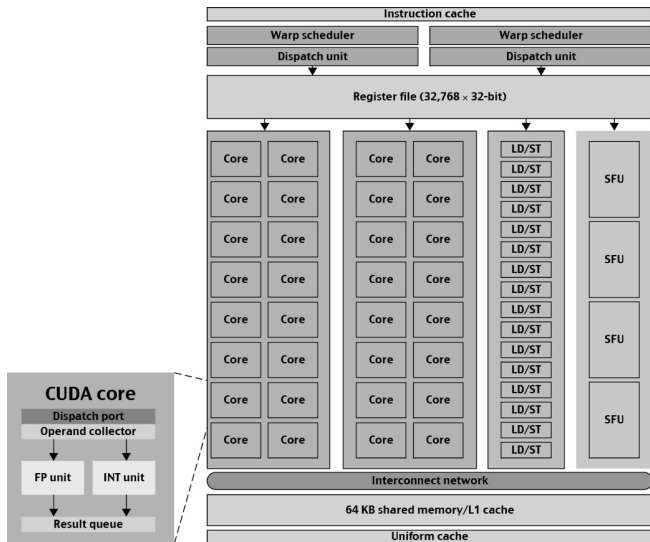 Instruction cache
Warp scheduler Warp scheduler
Dispatch unit Dispatch unit
Register file (32,768 × 32-bit)
LD/ST
Core Core Core Core
LD/ST
SFU
LD/ST
Core Core Core Core
LD/ST
LD/ST
Core Core Core Core
LD/ST
SFU
LD/ST
Core Core Core Core
LD/ST
LD/ST
Core Core Core Core
LD/ST
SFU
LD/ST
Core Core Core Core
LD/ST
LD/ST
Core Core Core Core
LD/ST
SFU
LD/ST
Core Core Core Core
LD/ST
Interconnect network
64 KB shared memory/L1 cache
Uniform cache
CUDA core
Dispatch port
Operand collector
FP unit INT unit
Result queue